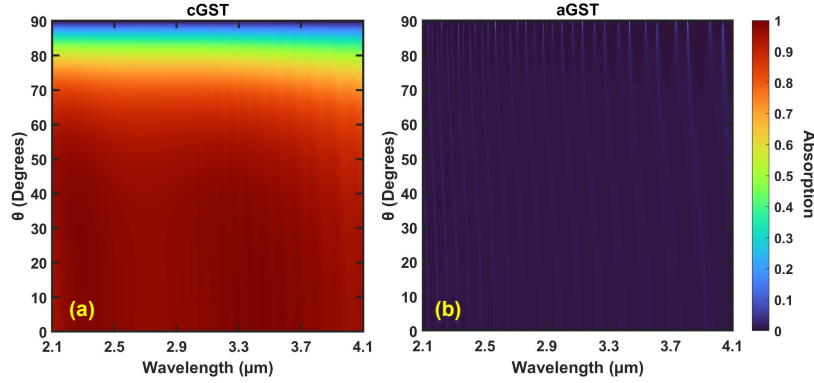 cGST
aGST
90
80
70
60
50
40
30
20
10
0
θ (Degrees)
(a)
2.1 2.5 2.9 3.3 3.7 4.1
Wavelength (μm)
90
80
70
60
50
40
30
20
10
0
θ (Degrees)
(b)
2.1 2.5 2.9 3.3 3.7 4.1
Wavelength (μm)
1
0.9
0.8
0.7
0.6
0.5
0.4
0.3
0.2
0.1
0
Absorption